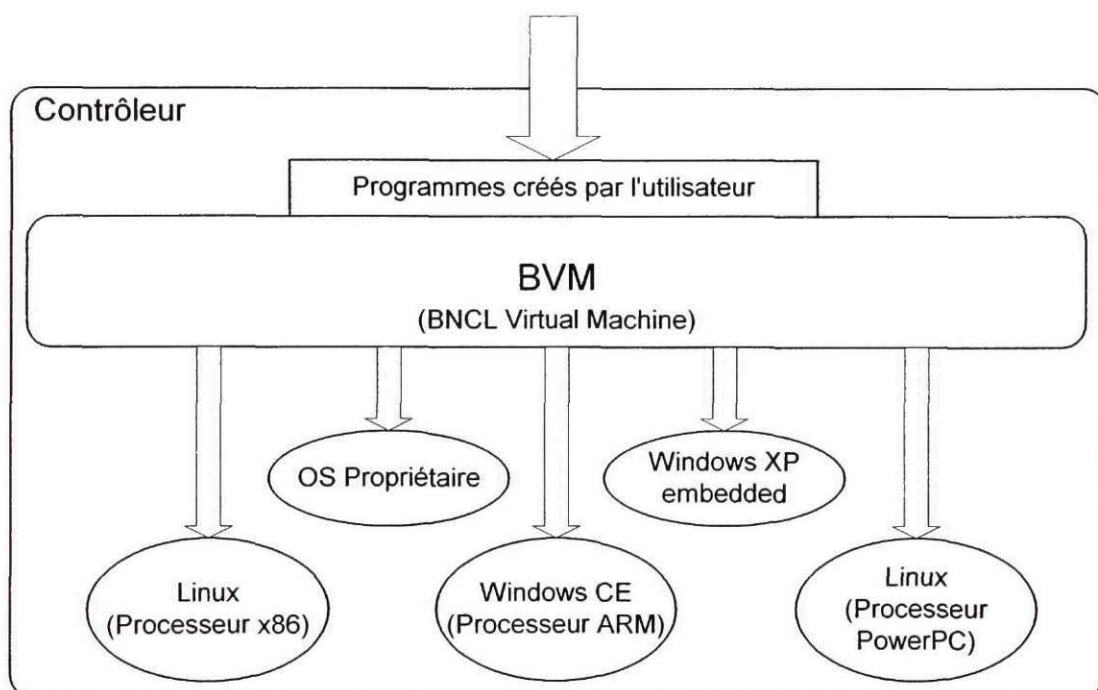 Contrôleur
Programmes créés par l'utilisateur
BVM
(BNCL Virtual Machine)
OS Propriétaire
Windows XP
embedded
Linux
(Processeur x86)
Windows CE
(Processeur ARM)
Linux
(Processeur
PowerPC)